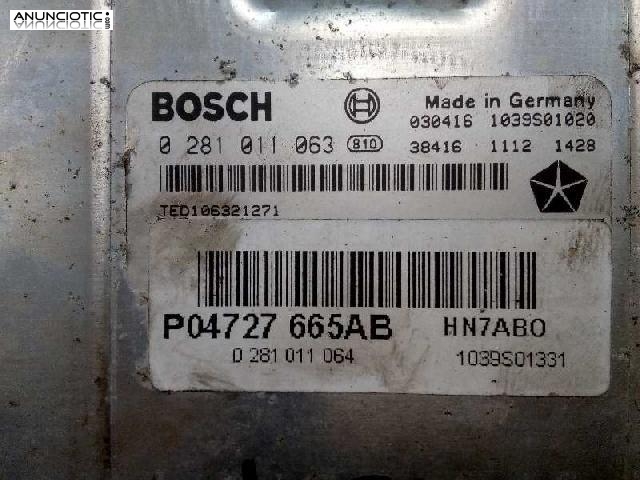 ANUNCIOTIC.com
BOSCH
Made in Germany
030416 1039S01020
0 281 011 063 810
38416 1112 1428
TED106321271
P04727 665AB
HN7ABO
0 281 011 064
1039S01331